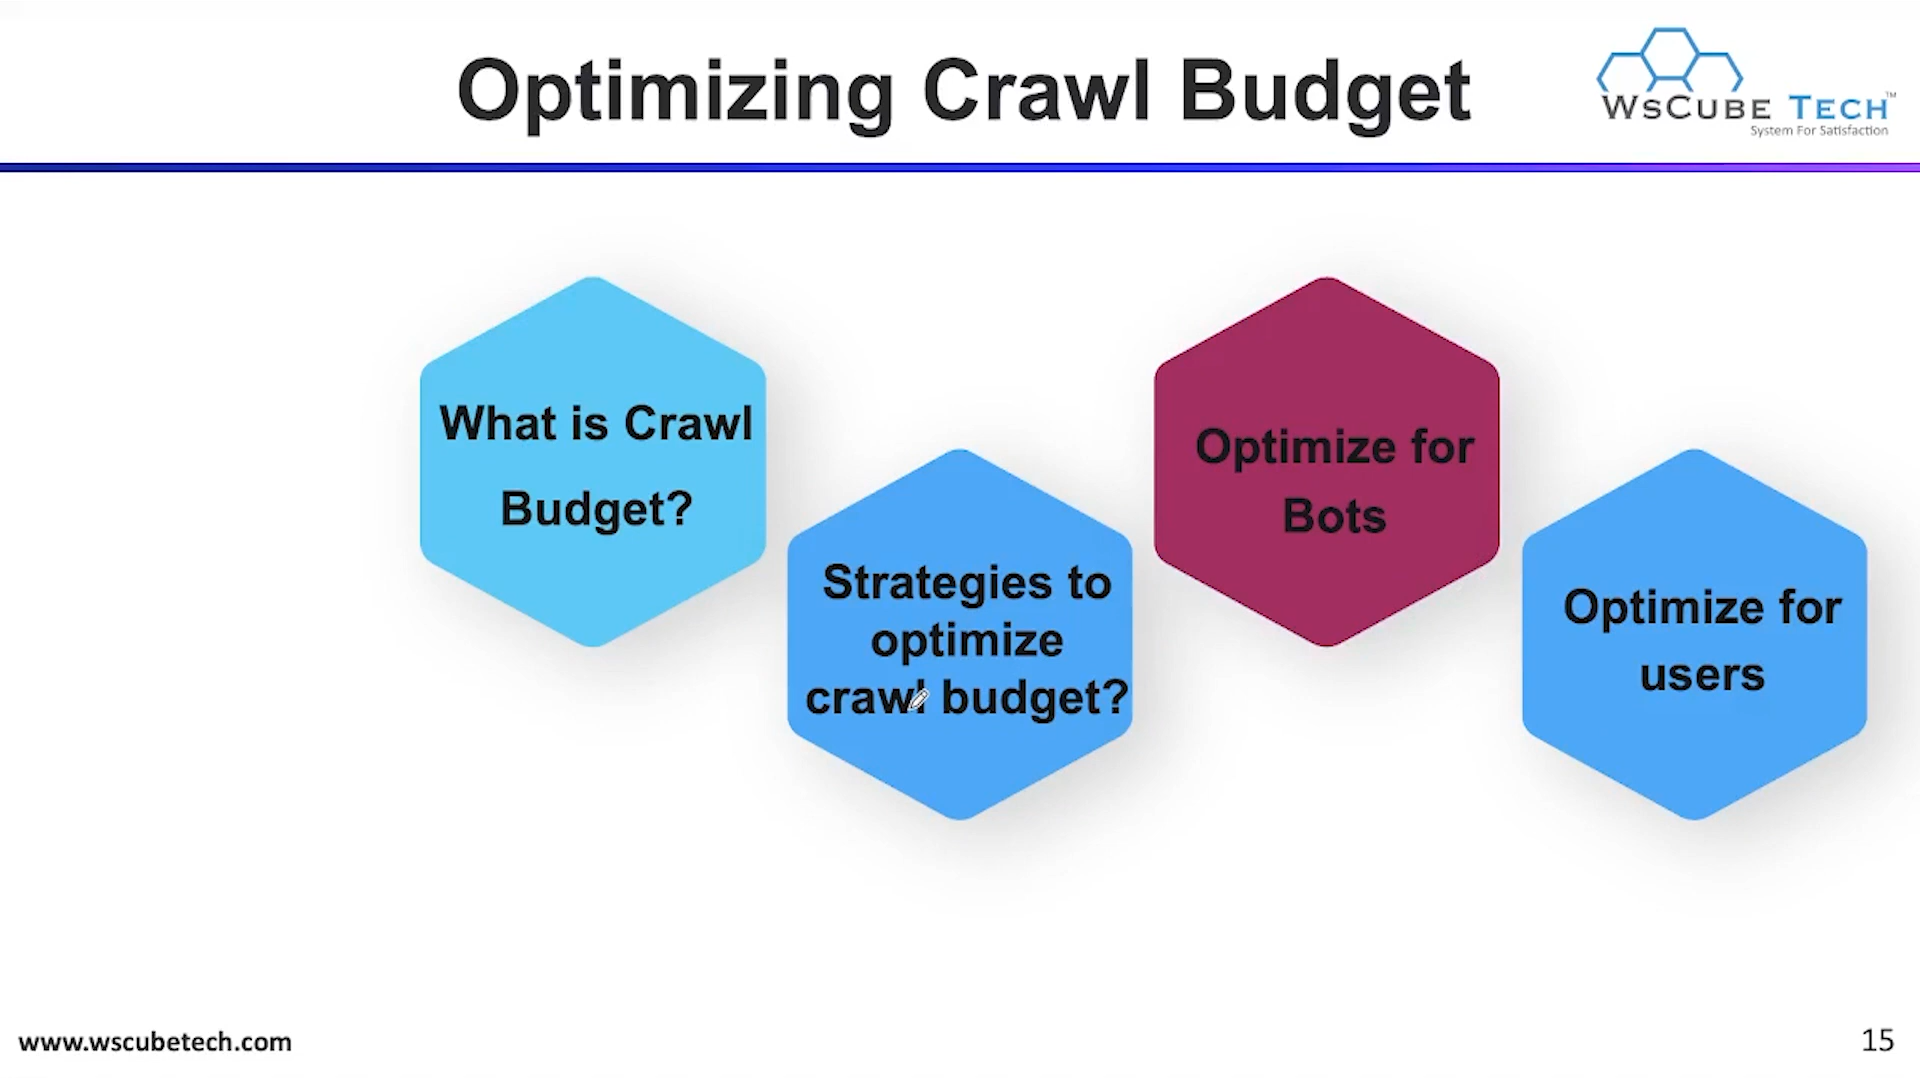 Optimizing Crawl Budget
WSCUBE TECH™
System For Satisfaction
What is Crawl
Budget?
Strategies to
optimize
crawl budget?
Optimize for
Bots
Optimize for
users
www.wscubetech.com
15